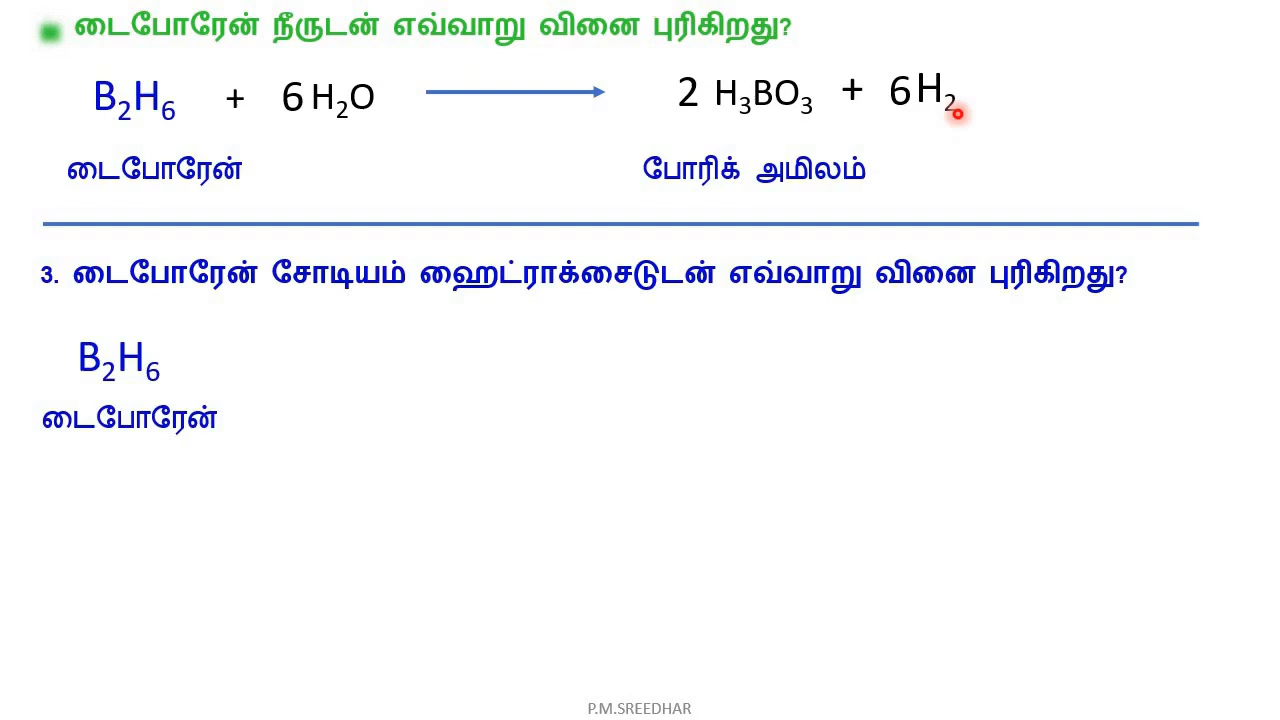 டைபோரேன் நீருடன் எவ்வாறு வினை புரிகிறது?
B₂H₆ + 6 H₂O → 2 H₃BO₃ + 6 H₂
டைபோரேன் போரிக் அமிலம்
3. டைபோரேன் சோடியம் ஹைட்ராக்சைடுடன் எவ்வாறு வினை புரிகிறது?
B₂H₆
டைபோரேன்
P.M.SREEDHAR